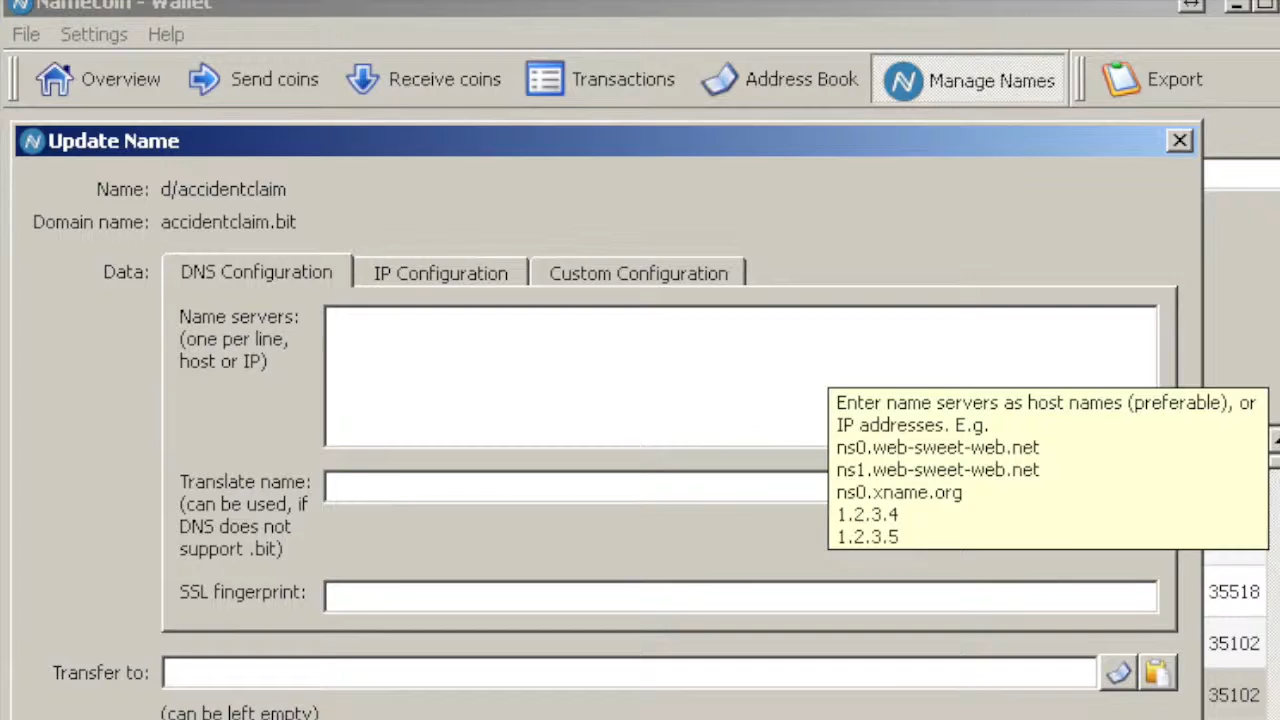 Namecoin - Wallet
File Settings Help
Overview Send coins Receive coins Transactions Address Book Manage Names Export
Update Name
Name: d/accidentclaim
Domain name: accidentclaim.bit
Data: DNS Configuration IP Configuration Custom Configuration
Name servers:
(one per line,
host or IP)
Enter name servers as host names (preferable), or
IP addresses. E.g.
ns0.web-sweet-web.net
ns1.web-sweet-web.net
ns0.xname.org
1.2.3.4
1.2.3.5
Translate name:
(can be used, if
DNS does not
support .bit)
SSL fingerprint:
35518
35102
Transfer to:
35102
(can be left empty)